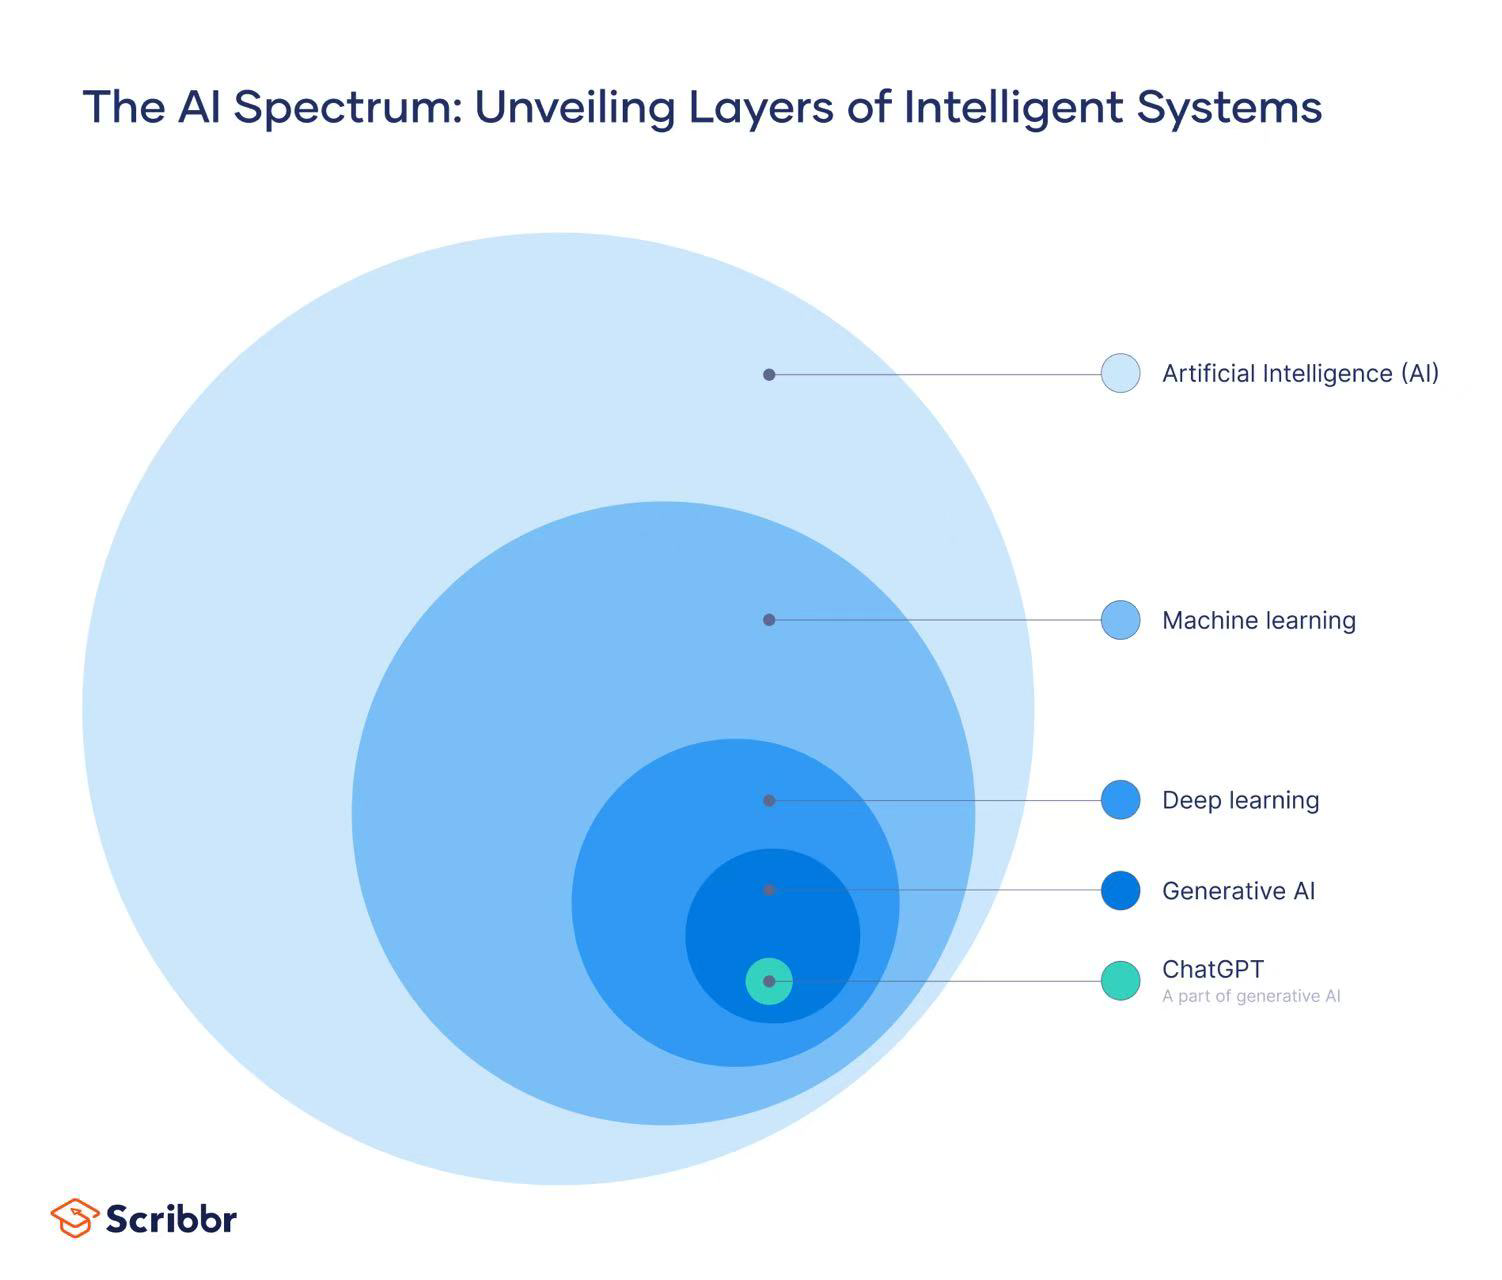 The AI Spectrum: Unveiling Layers of Intelligent Systems
Artificial Intelligence (AI)
Machine learning
Deep learning
Generative AI
ChatGPT
A part of generative AI
Scribbr